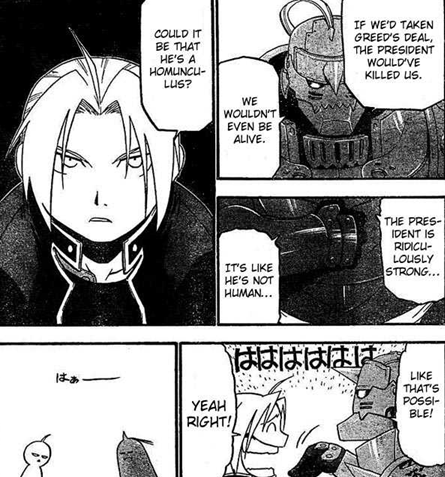 IF WE'D TAKEN
GREED'S DEAL,
THE PRESIDENT
WOULD'VE
KILLED US.
WE
WOULDN'T
EVEN BE
ALIVE.
THE PRES-
IDENT IS
RIDICU-
LOUSLY
STRONG...
IT'S LIKE
HE'S NOT
HUMAN...
COULD IT
BE THAT
HE'S A
HOMUNCU-
LUS?
LIKE
THAT'S
POSSI-
BLE!
はははははは
YEAH
RIGHT!
はぁ――